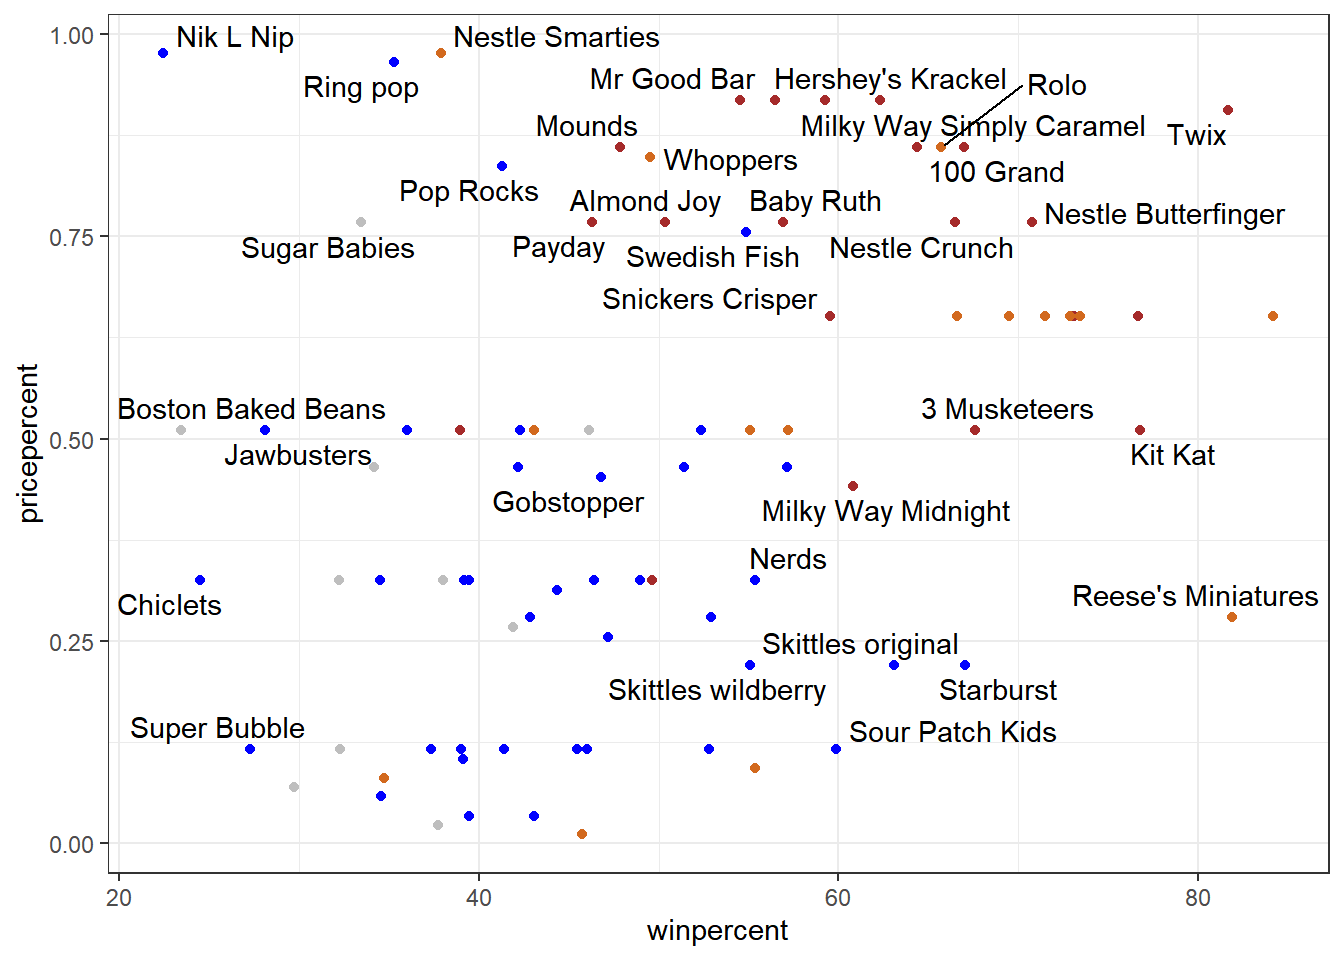 1.00
Nik L Nip
Nestle Smarties
Ring pop
Mr Good Bar
Hershey's Krackel
Rolo
Mounds
Milky Way Simply Caramel
Twix
Whoppers
100 Grand
Pop Rocks
Almond Joy
Baby Ruth
Nestle Butterfinger
0.75
Sugar Babies
Payday
Swedish Fish
Nestle Crunch
Snickers Crisper
pricepercent
Boston Baked Beans
3 Musketeers
0.50
Jawbusters
Kit Kat
Gobstopper
Milky Way Midnight
Nerds
Chiclets
Reese's Miniatures
0.25
Skittles original
Skittles wildberry
Starburst
Super Bubble
Sour Patch Kids
0.00
20
40
60
80
winpercent